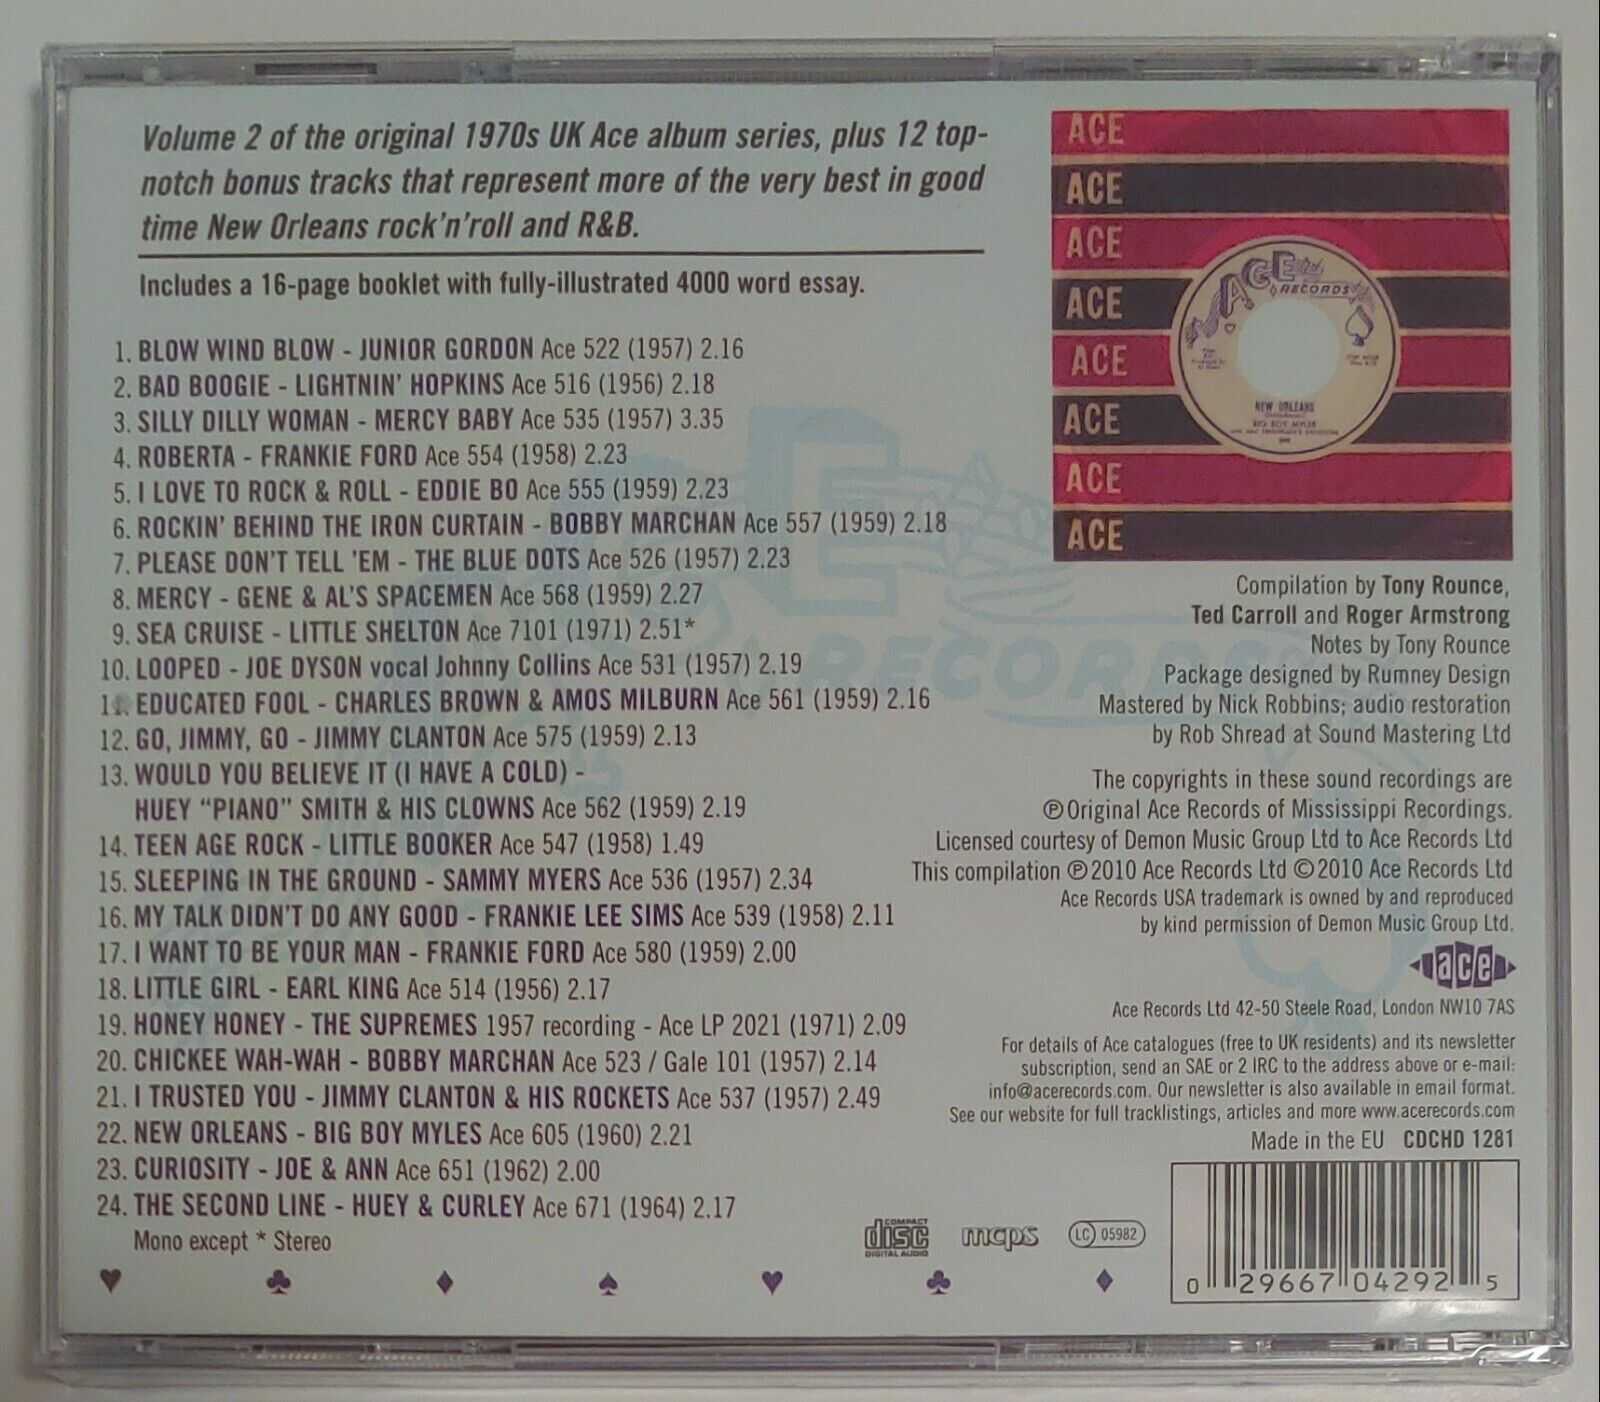 Volume 2 of the original 1970s UK Ace album series, plus 12 top-
notch bonus tracks that represent more of the very best in good
time New Orleans rock'n'roll and R&B.
Includes a 16-page booklet with fully-illustrated 4000 word essay.
1. BLOW WIND BLOW - JUNIOR GORDON Ace 522 (1957) 2.16
2. BAD BOOGIE - LIGHTNIN' HOPKINS Ace 516 (1956) 2.18
3. SILLY DILLY WOMAN - MERCY BABY Ace 535 (1957) 3.35
4. ROBERTA - FRANKIE FORD Ace 554 (1958) 2.23
5. I LOVE TO ROCK & ROLL - EDDIE BO Ace 555 (1959) 2.23
6. ROCKIN' BEHIND THE IRON CURTAIN - BOBBY MARCHAN Ace 557 (1959) 2.18
7. PLEASE DON'T TELL 'EM - THE BLUE DOTS Ace 526 (1957) 2.23
8. MERCY - GENE & AL'S SPACEMEN Ace 568 (1959) 2.27
9. SEA CRUISE - LITTLE SHELTON Ace 7101 (1971) 2.51*
10. LOOPED - JOE DYSON vocal Johnny Collins Ace 531 (1957) 2.19
11. EDUCATED FOOL - CHARLES BROWN & AMOS MILBURN Ace 561 (1959) 2.16
12. GO, JIMMY, GO - JIMMY CLANTON Ace 575 (1959) 2.13
13. WOULD YOU BELIEVE IT (I HAVE A COLD) -
HUEY “PIANO” SMITH & HIS CLOWNS Ace 562 (1959) 2.19
14. TEEN AGE ROCK - LITTLE BOOKER Ace 547 (1958) 1.49
15. SLEEPING IN THE GROUND - SAMMY MYERS Ace 536 (1957) 2.34
16. MY TALK DIDN'T DO ANY GOOD - FRANKIE LEE SIMS Ace 539 (1958) 2.11
17. I WANT TO BE YOUR MAN - FRANKIE FORD Ace 580 (1959) 2.00
18. LITTLE GIRL - EARL KING Ace 514 (1956) 2.17
19. HONEY HONEY - THE SUPREMES 1957 recording - Ace LP 2021 (1971) 2.09
20. CHICKEE WAH-WAH - BOBBY MARCHAN Ace 523 / Gale 101 (1957) 2.14
21. I TRUSTED YOU - JIMMY CLANTON & HIS ROCKETS Ace 537 (1957) 2.49
22. NEW ORLEANS - BIG BOY MYLES Ace 605 (1960) 2.21
23. CURIOSITY - JOE & ANN Ace 651 (1962) 2.00
24. THE SECOND LINE - HUEY & CURLEY Ace 671 (1964) 2.17
Mono except * Stereo
RECORDS
ACE
ACE
ACE
ACE
ACE
ACE
ACE
ACE
ACE
RECORDS
NEW ORLEANS
BIG BOY MYLES
Compilation by Tony Rounce,
Ted Carroll and Roger Armstrong
Notes by Tony Rounce
Package designed by Rumney Design
Mastered by Nick Robbins; audio restoration
by Rob Shread at Sound Mastering Ltd
The copyrights in these sound recordings are
℗Original Ace Records of Mississippi Recordings.
Licensed courtesy of Demon Music Group Ltd to Ace Records Ltd
This compilation ℗2010 Ace Records Ltd ©2010 Ace Records Ltd
Ace Records USA trademark is owned by and reproduced
by kind permission of Demon Music Group Ltd.
ace
Ace Records Ltd 42-50 Steele Road, London NW10 7AS
For details of Ace catalogues (free to UK residents) and its newsletter
subscription, send an SAE or 2 IRC to the address above or e-mail:
info@acerecords.com. Our newsletter is also available in email format.
See our website for full tracklistings, articles and more www.acerecords.com
Made in the EU CDCHD 1281
COMPACT
disc
DIGITAL AUDIO
mcps
LC 05982
0 29667 04292 5